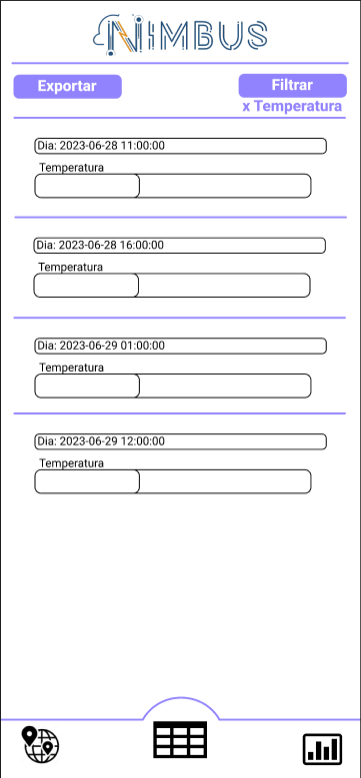 NIMBUS
Exportar
Filtrar
x Temperatura
Dia: 2023-06-28 11:00:00
Temperatura
Dia: 2023-06-28 16:00:00
Temperatura
Dia: 2023-06-29 01:00:00
Temperatura
Dia: 2023-06-29 12:00:00
Temperatura